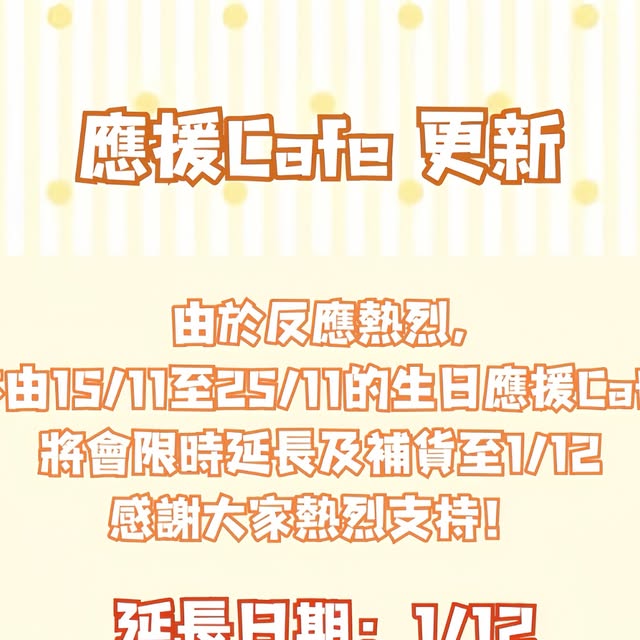 應援Cafe 更新
由於反應熱烈,
由15/11至25/11的生日應援Caf
將會限時延長及補貨至1/12
感謝大家熱烈支持!
延長日期: 1/12